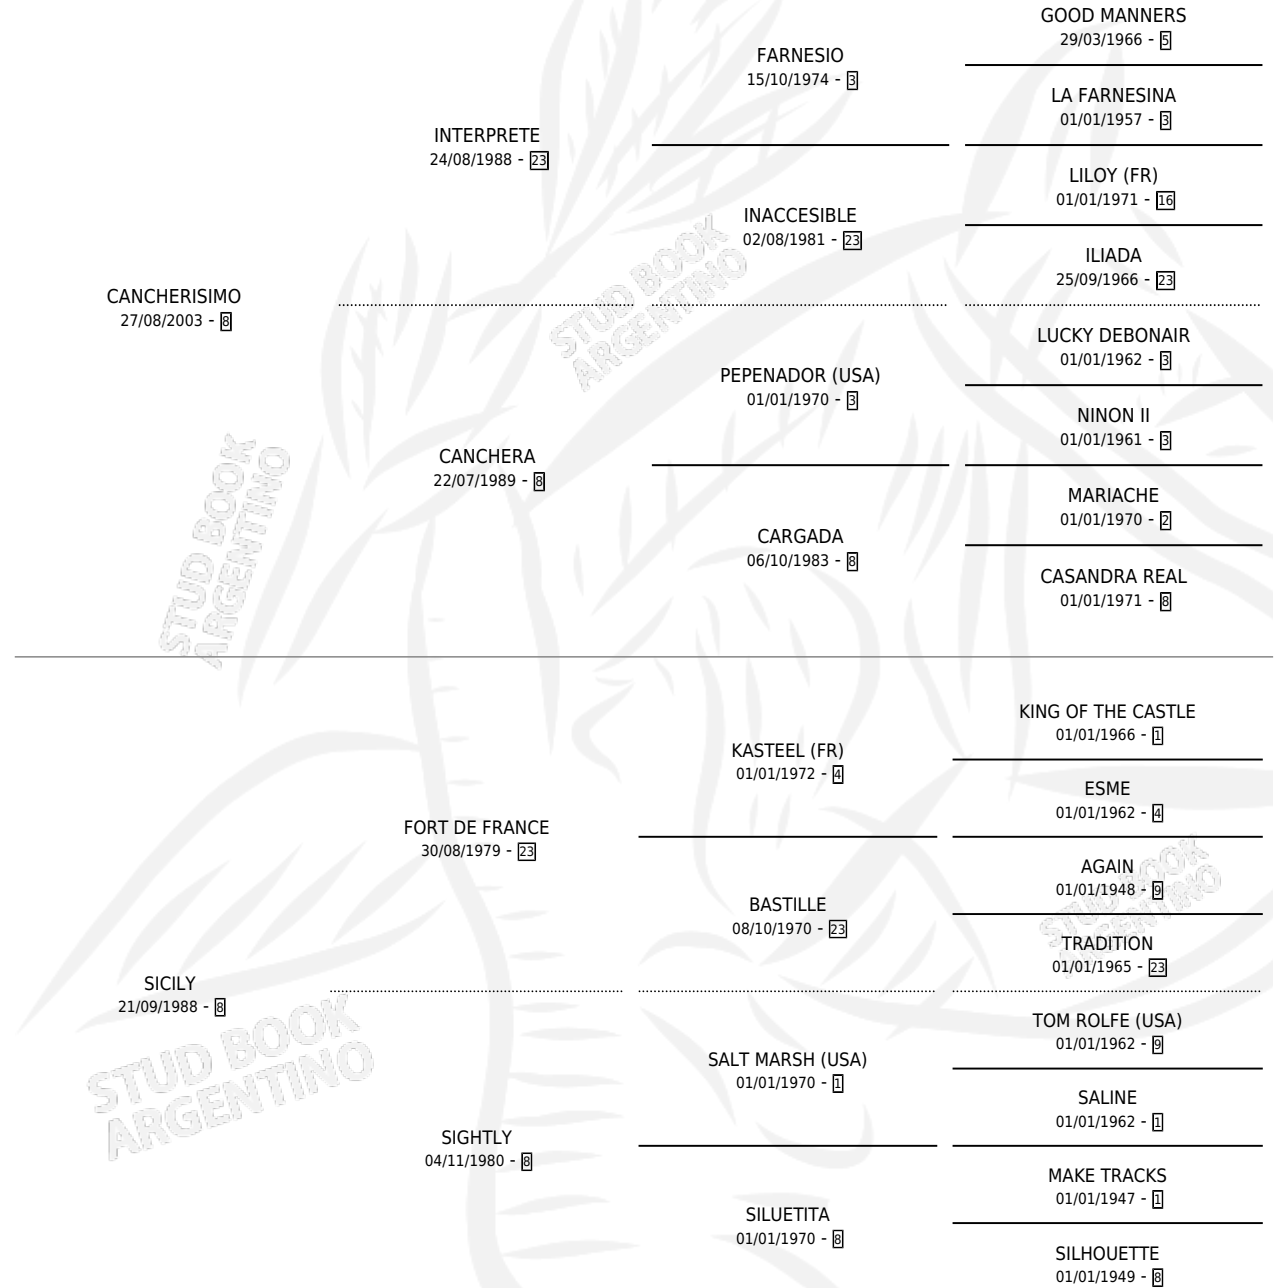 GOOD MANNERS
29/03/1966 - 5
FARNESIO
15/10/1974 - 3
LA FARNESINA
01/01/1957 - 3
INTERPRETE
24/08/1988 - 23
LILOY (FR)
01/01/1971 - 16
INACCESIBLE
02/08/1981 - 23
ILIADA
25/09/1966 - 23
CANCHERISIMO
27/08/2003 - 8
STUD BOOK
ARGENTINO
LUCKY DEBONAIR
01/01/1962 - 3
PEPENADOR (USA)
01/01/1970 - 3
NINON II
01/01/1961 - 3
CANCHERA
22/07/1989 - 8
MARIACHE
01/01/1970 - 2
CARGADA
06/10/1983 - 8
CASANDRA REAL
01/01/1971 - 8
STUD BOOK
ARGENTINO
KING OF THE CASTLE
01/01/1966 - 1
KASTEEL (FR)
01/01/1972 - 4
ESME
01/01/1962 - 4
FORT DE FRANCE
30/08/1979 - 23
AGAIN
01/01/1948 - 9
BASTILLE
08/10/1970 - 23
TRADITION
01/01/1965 - 23
STUD BOOK
ARGENTINO
SICILY
21/09/1988 - 8
TOM ROLFE (USA)
01/01/1962 - 9
SALT MARSH (USA)
01/01/1970 - 1
SALINE
01/01/1962 - 1
STUD BOOK
ARGENTINO
SIGHTLY
04/11/1980 - 8
MAKE TRACKS
01/01/1947 - 1
SILUETITA
01/01/1970 - 8
SILHOUETTE
01/01/1949 - 8